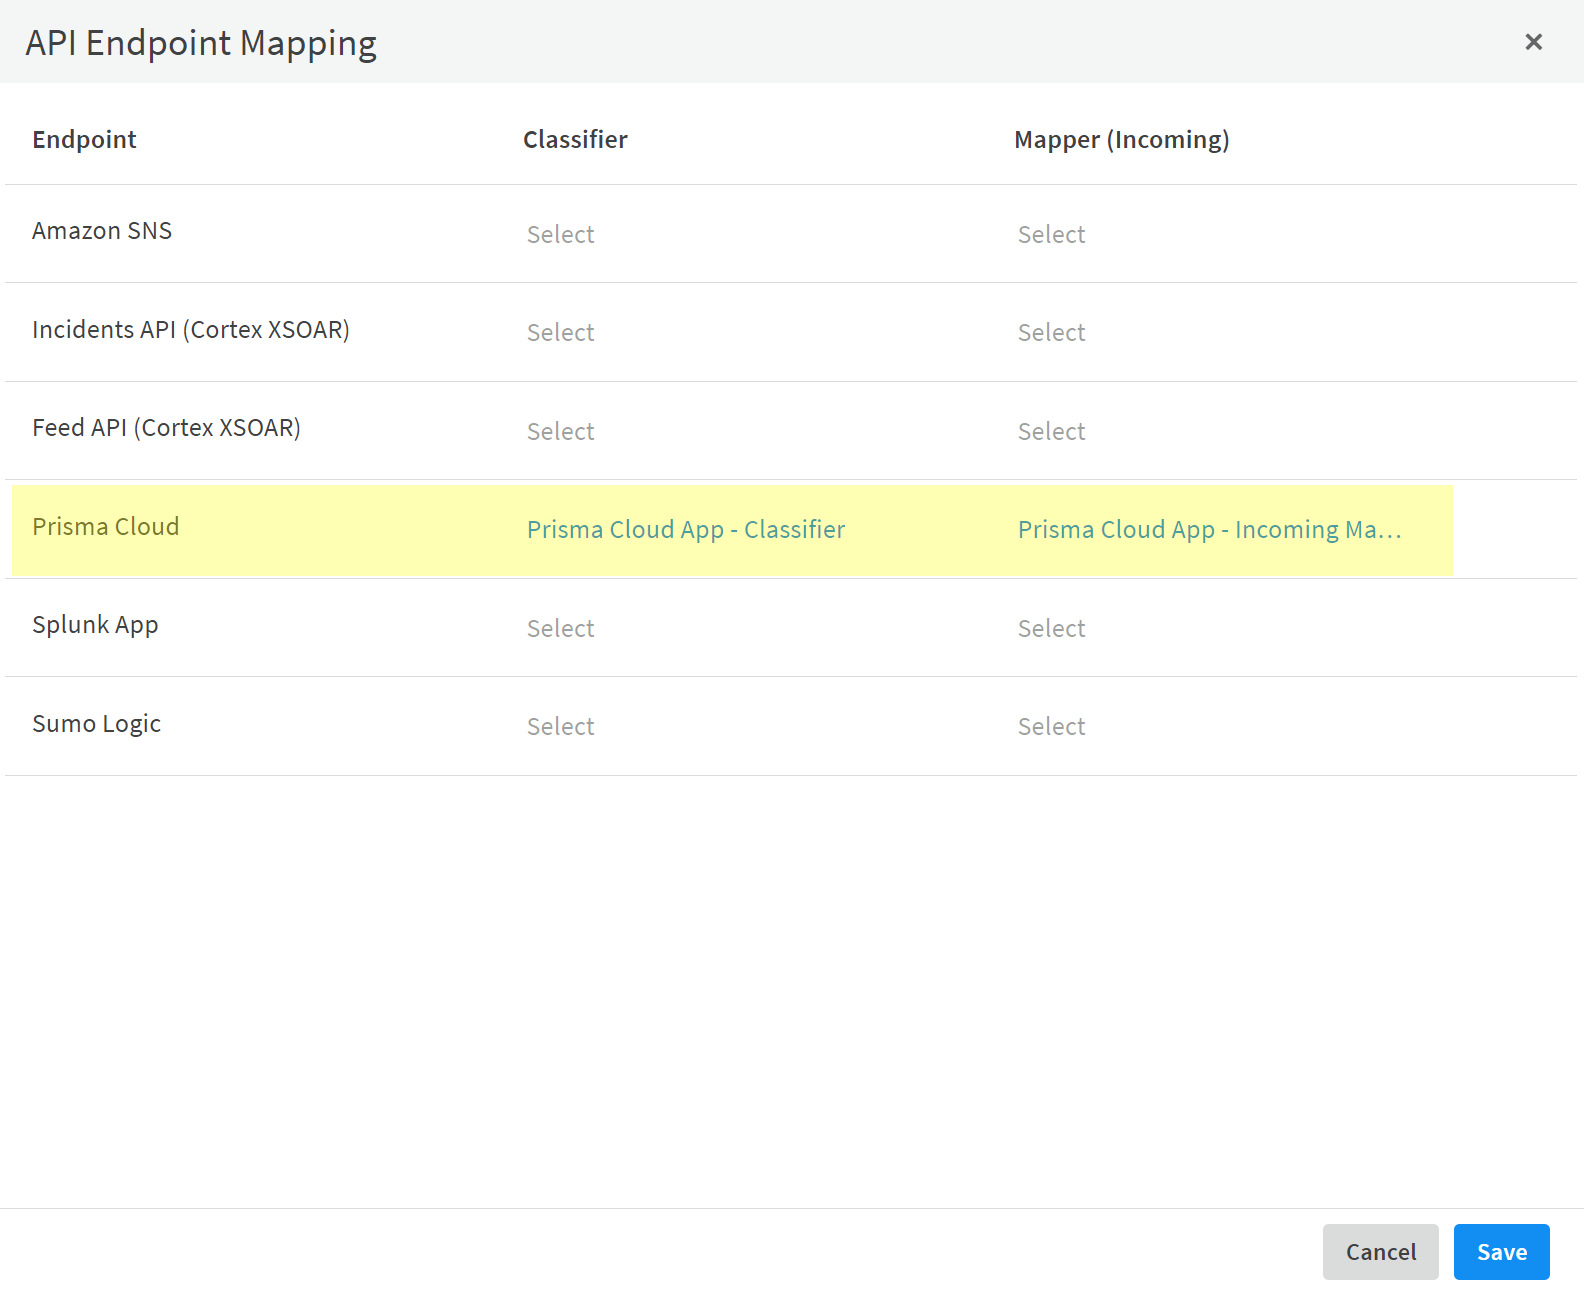 API Endpoint Mapping ×
Endpoint Classifier Mapper (Incoming)
Amazon SNS Select Select
Incidents API (Cortex XSOAR) Select Select
Feed API (Cortex XSOAR) Select Select
Prisma Cloud Prisma Cloud App - Classifier Prisma Cloud App - Incoming Ma...
Splunk App Select Select
Sumo Logic Select Select
Cancel Save